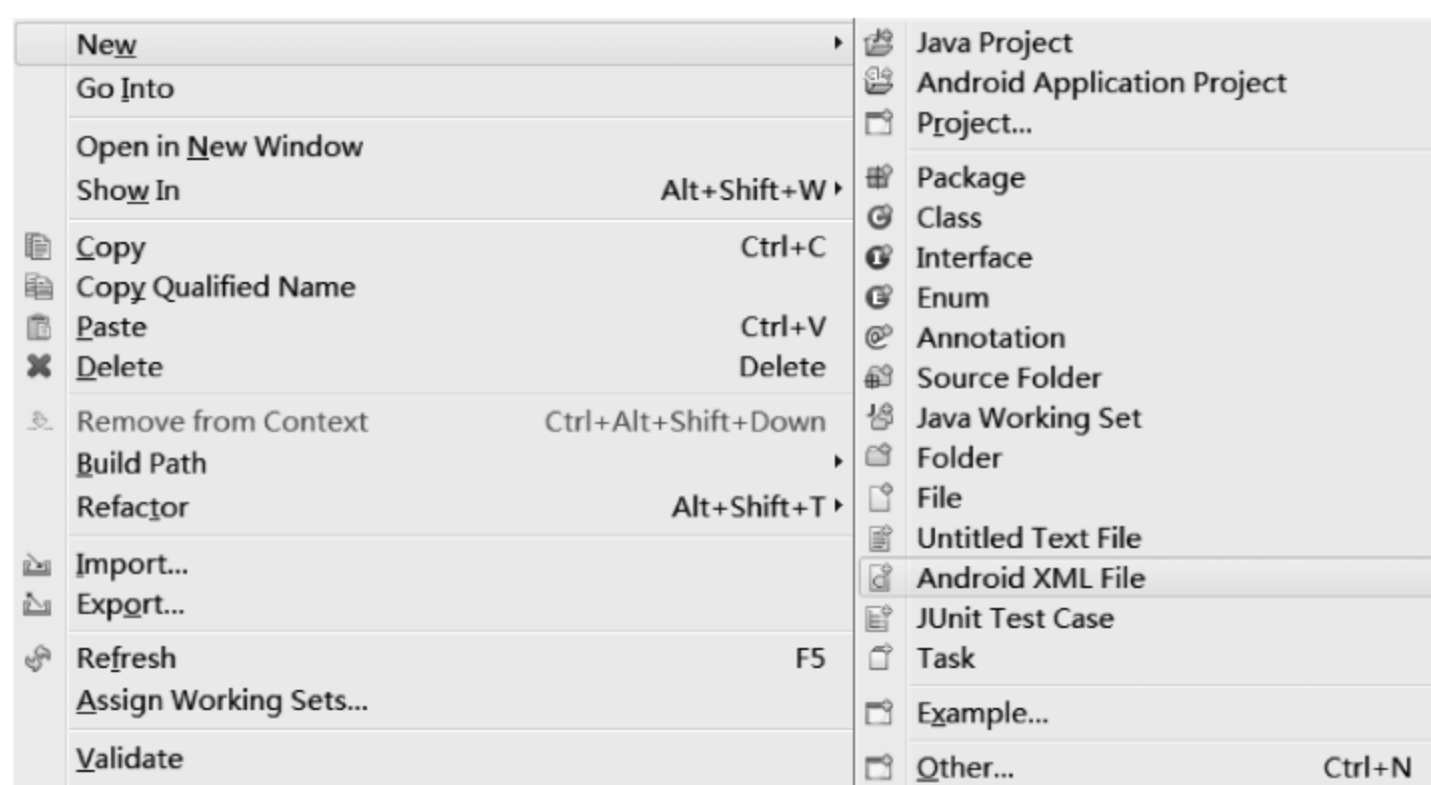 New
Go Into
Open in New Window
Show In Alt+Shift+W
Copy Ctrl+C
Copy Qualified Name
Paste Ctrl+V
Delete Delete
Remove from Context Ctrl+Alt+Shift+Down
Build Path
Refactor Alt+Shift+T
Import...
Export...
Refresh F5
Assign Working Sets...
Validate
Java Project
Android Application Project
Project...
Package
Class
Interface
Enum
Annotation
Source Folder
Java Working Set
Folder
File
Untitled Text File
Android XML File
JUnit Test Case
Task
Example...
Other... Ctrl+N